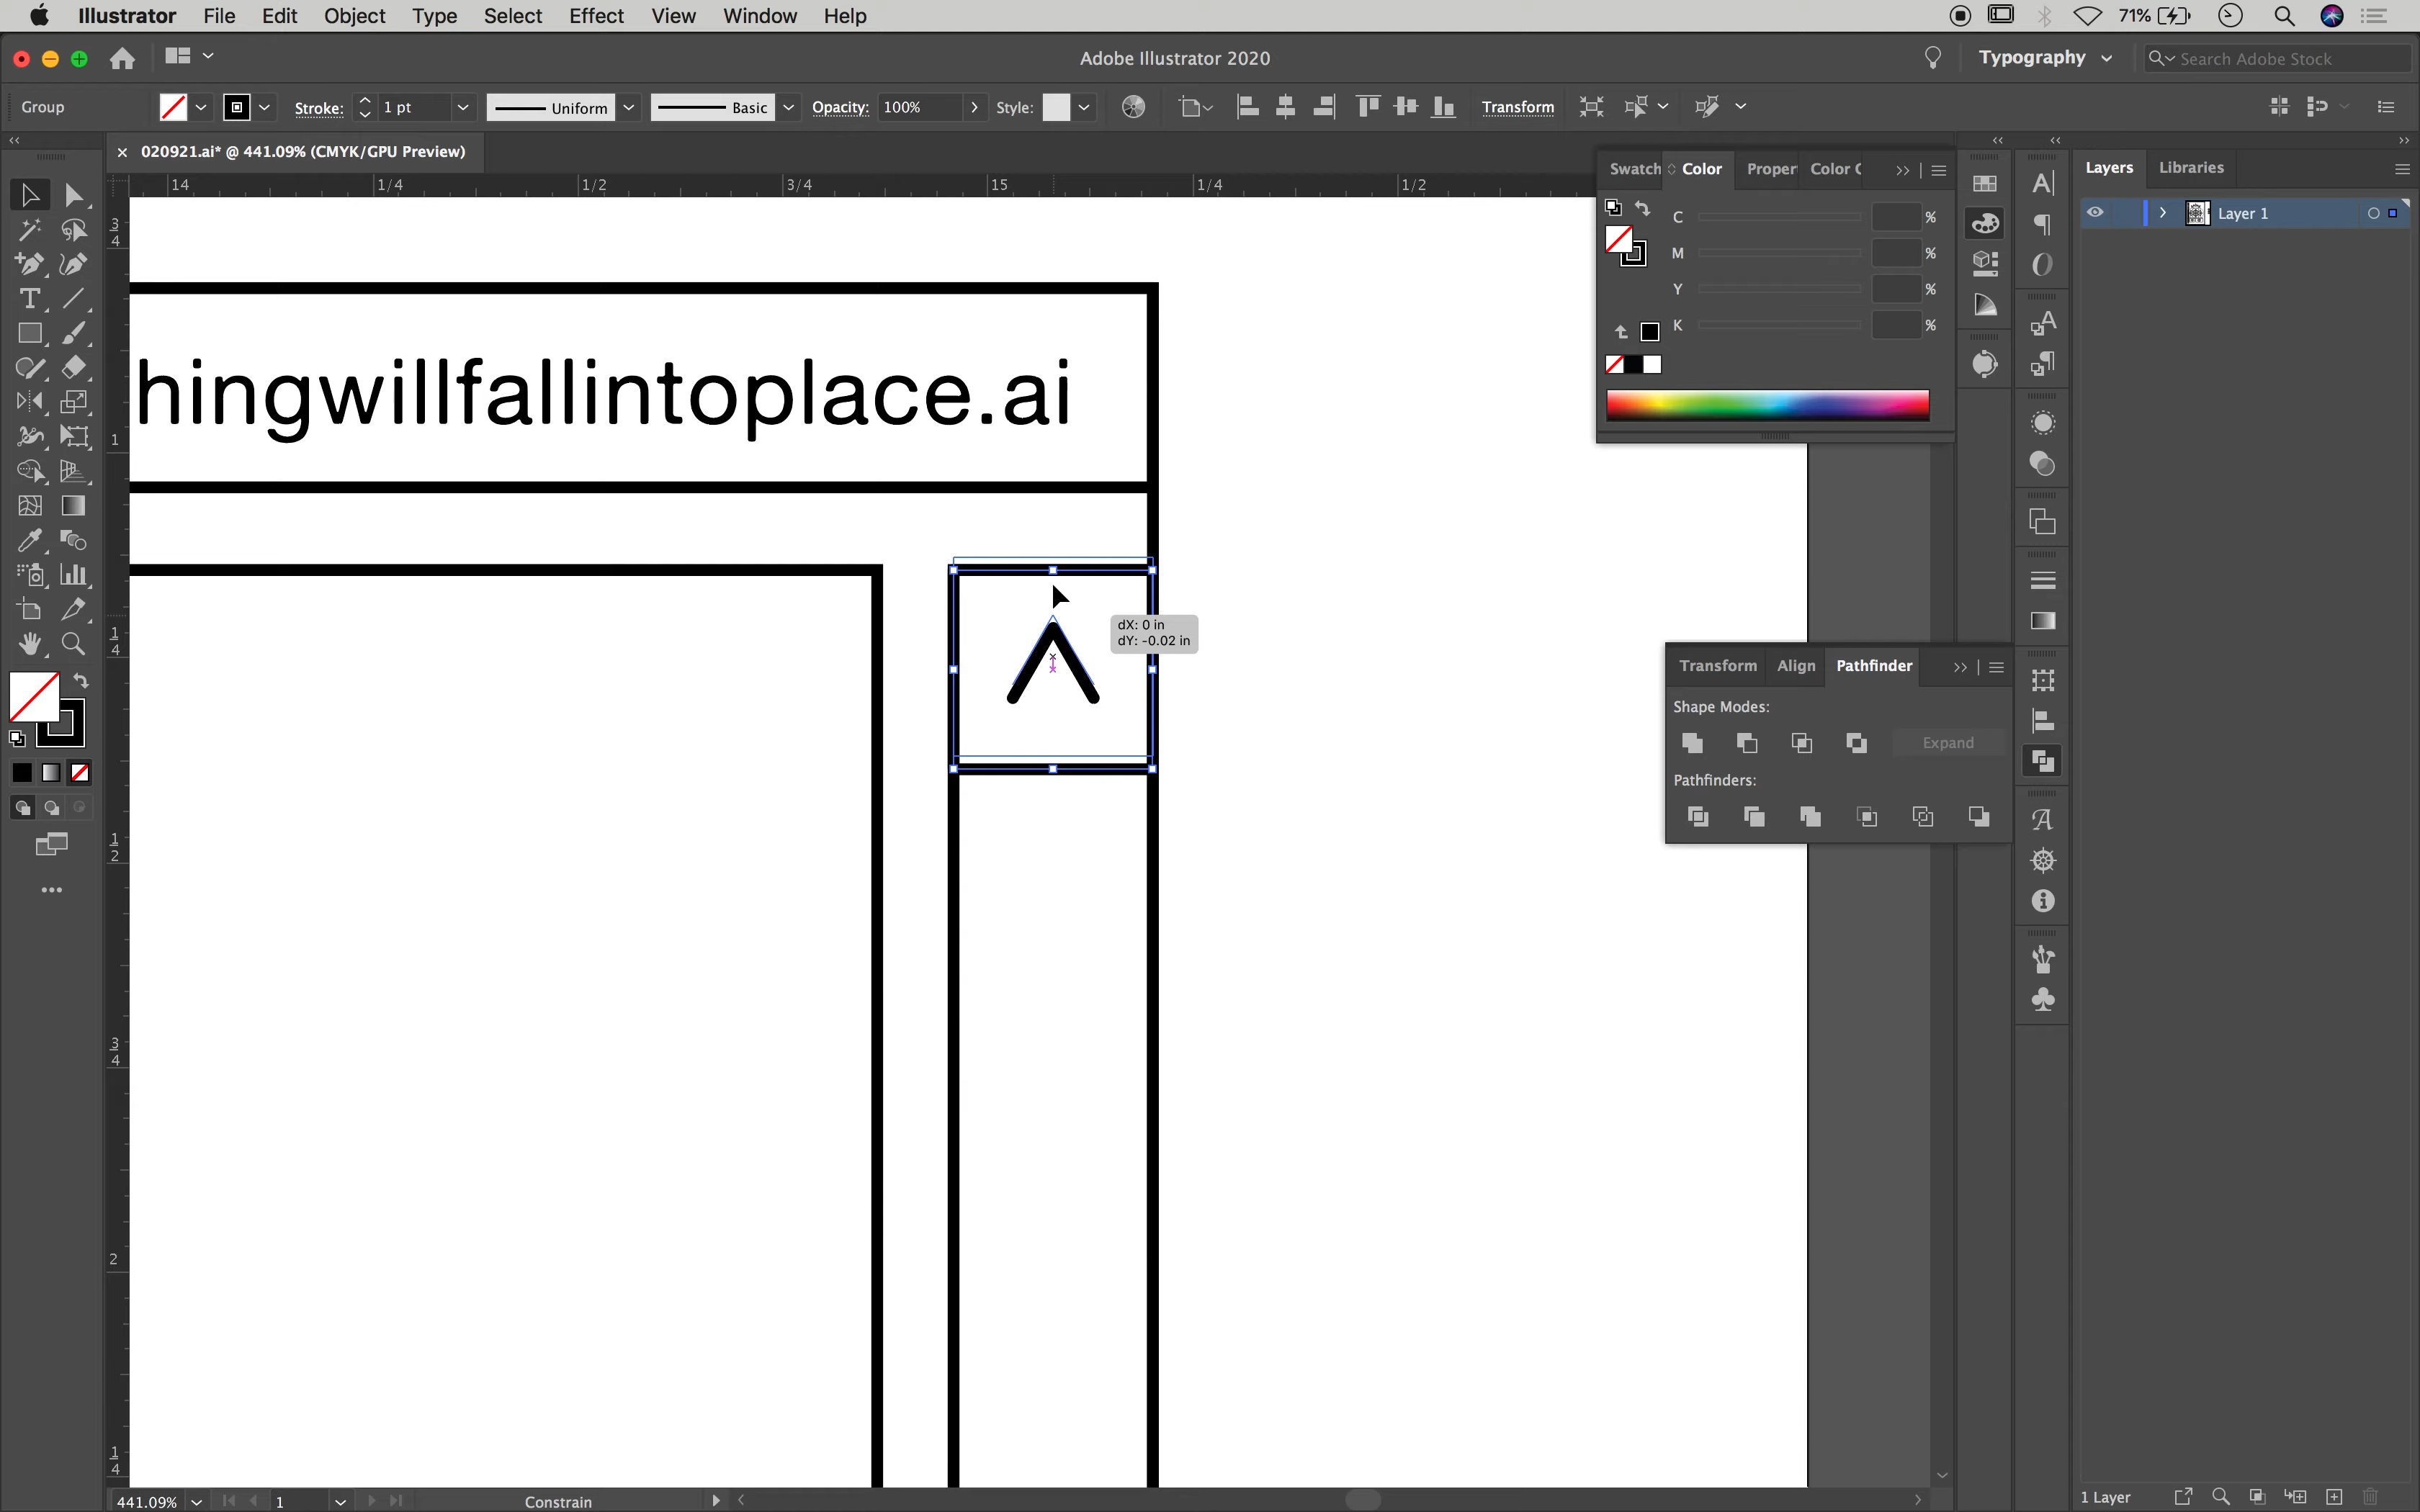 Illustrator File Edit Object Type Select Effect View Window Help 71%
Adobe Illustrator 2020 Typography Search Adobe Stock
Group Stroke: 1 pt Uniform Basic Opacity: 100% Style: Transform
020921.ai* @ 441.09% (CMYK/GPU Preview)
14 1/4 1/2 3/4 15 1/4 1/2
Swatch Color Proper Color C
Layers Libraries
C %
M %
Y %
K %
Layer 1
3
4
hingwillfallintoplace.ai
1
dX: 0 in
dY: -0.02 in
1
4
Transform Align Pathfinder
Shape Modes:
Expand
Pathfinders:
1
2
3
4
2
1
4
441.09% 1 Constrain
1 Layer